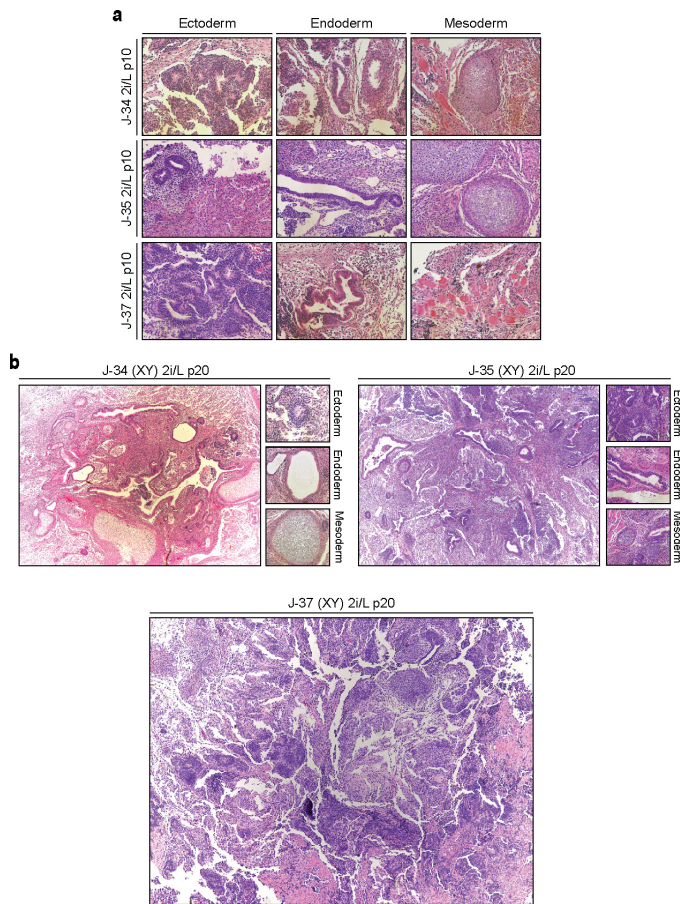 a
Ectoderm Endoderm Mesoderm
J-34 2i/L p10
J-35 2i/L p10
J-37 2i/L p10
b
J-34 (XY) 2i/L p20
Ectoderm
Endoderm
Mesoderm
J-35 (XY) 2i/L p20
Ectoderm
Endoderm
Mesoderm
J-37 (XY) 2i/L p20